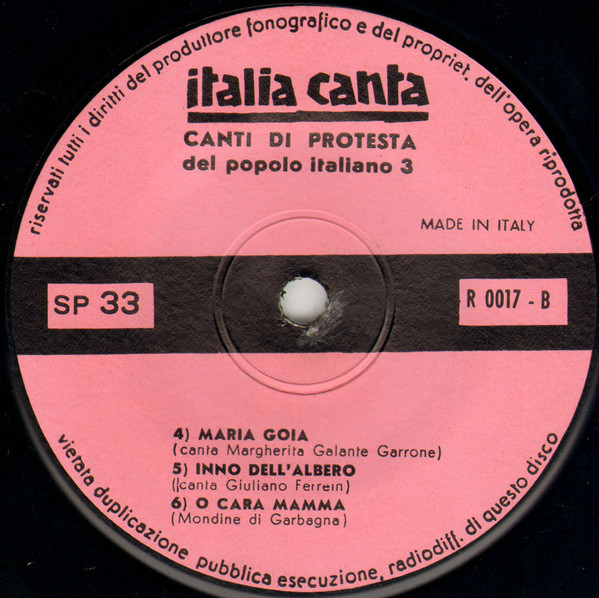 riservati tutti i diritti del produttore fonografico e del propriet. dell'opera riprodotta
italia canta
CANTI DI PROTESTA
del popolo italiano 3
MADE IN ITALY
SP 33
R 0017 - B
4) MARIA GOIA
(canta Margherita Galante Garrone)
5) INNO DELL'ALBERO
(canta Giuliano Ferrein)
6) O CARA MAMMA
(Mondine di Garbagna)
vietata duplicazione pubblica esecuzione, radiodiff. di questo disco